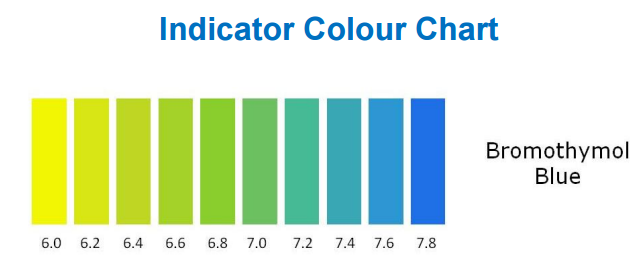 Indicator Colour Chart
Bromothymol
Blue
6.0 6.2 6.4 6.6 6.8 7.0 7.2 7.4 7.6 7.8